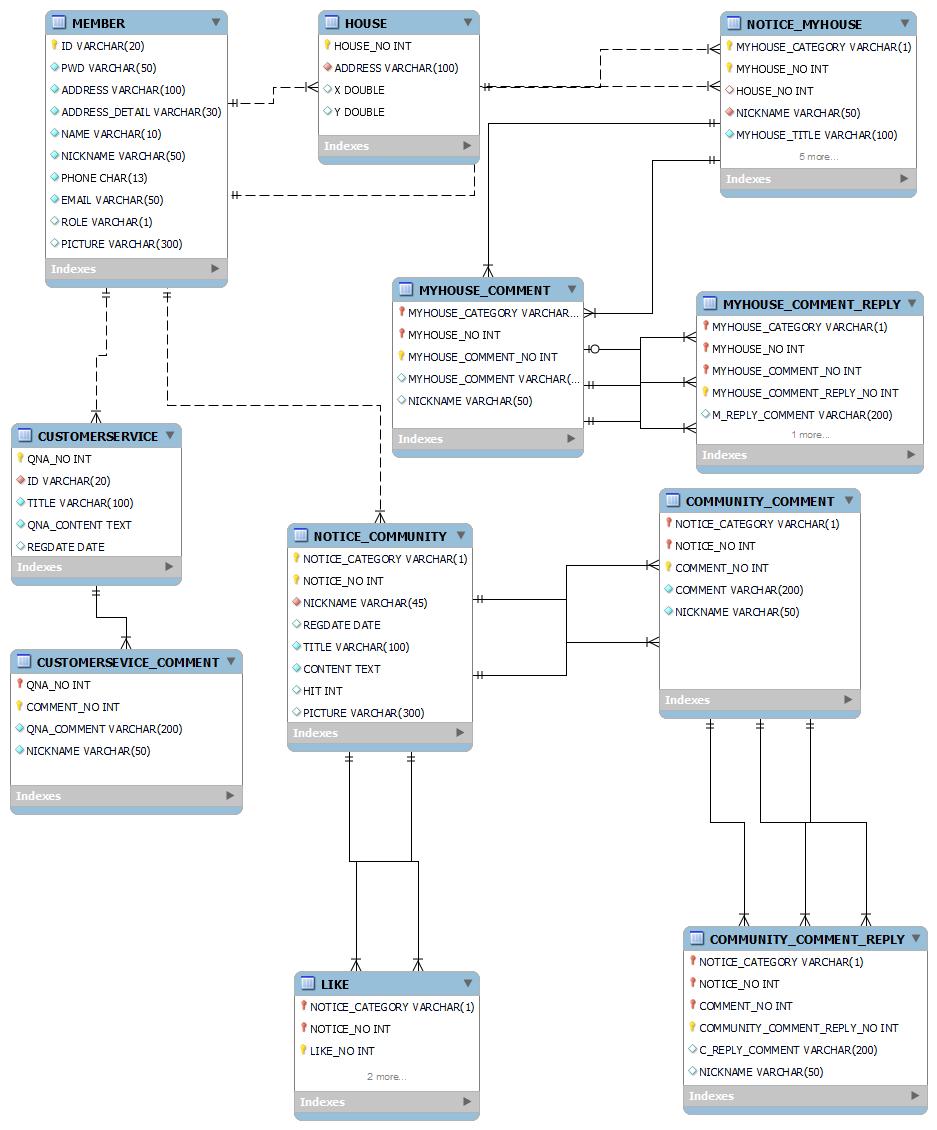 MEMBER
ID VARCHAR(20)
PWD VARCHAR(50)
ADDRESS VARCHAR(100)
ADDRESS_DETAIL VARCHAR(30)
NAME VARCHAR(10)
NICKNAME VARCHAR(50)
PHONE CHAR(13)
EMAIL VARCHAR(50)
ROLE VARCHAR(1)
PICTURE VARCHAR(300)
Indexes
HOUSE
HOUSE_NO INT
ADDRESS VARCHAR(100)
X DOUBLE
Y DOUBLE
Indexes
NOTICE_MYHOUSE
MYHOUSE_CATEGORY VARCHAR(1)
MYHOUSE_NO INT
HOUSE_NO INT
NICKNAME VARCHAR(50)
MYHOUSE_TITLE VARCHAR(100)
5 more...
Indexes
MYHOUSE_COMMENT
MYHOUSE_CATEGORY VARCHAR...
MYHOUSE_NO INT
MYHOUSE_COMMENT_NO INT
MYHOUSE_COMMENT VARCHAR(...
NICKNAME VARCHAR(50)
Indexes
MYHOUSE_COMMENT_REPLY
MYHOUSE_CATEGORY VARCHAR(1)
MYHOUSE_NO INT
MYHOUSE_COMMENT_NO INT
MYHOUSE_COMMENT_REPLY_NO INT
M_REPLY_COMMENT VARCHAR(200)
1 more...
Indexes
CUSTOMERSERVICE
QNA_NO INT
ID VARCHAR(20)
TITLE VARCHAR(100)
QNA_CONTENT TEXT
REGDATE DATE
Indexes
CUSTOMERSEVICE_COMMENT
QNA_NO INT
COMMENT_NO INT
QNA_COMMENT VARCHAR(200)
NICKNAME VARCHAR(50)
Indexes
NOTICE_COMMUNITY
NOTICE_CATEGORY VARCHAR(1)
NOTICE_NO INT
NICKNAME VARCHAR(45)
REGDATE DATE
TITLE VARCHAR(100)
CONTENT TEXT
HIT INT
PICTURE VARCHAR(300)
Indexes
COMMUNITY_COMMENT
NOTICE_CATEGORY VARCHAR(1)
NOTICE_NO INT
COMMENT_NO INT
COMMENT VARCHAR(200)
NICKNAME VARCHAR(50)
Indexes
LIKE
NOTICE_CATEGORY VARCHAR(1)
NOTICE_NO INT
LIKE_NO INT
2 more...
Indexes
COMMUNITY_COMMENT_REPLY
NOTICE_CATEGORY VARCHAR(1)
NOTICE_NO INT
COMMENT_NO INT
COMMUNITY_COMMENT_REPLY_NO INT
C_REPLY_COMMENT VARCHAR(200)
NICKNAME VARCHAR(50)
Indexes